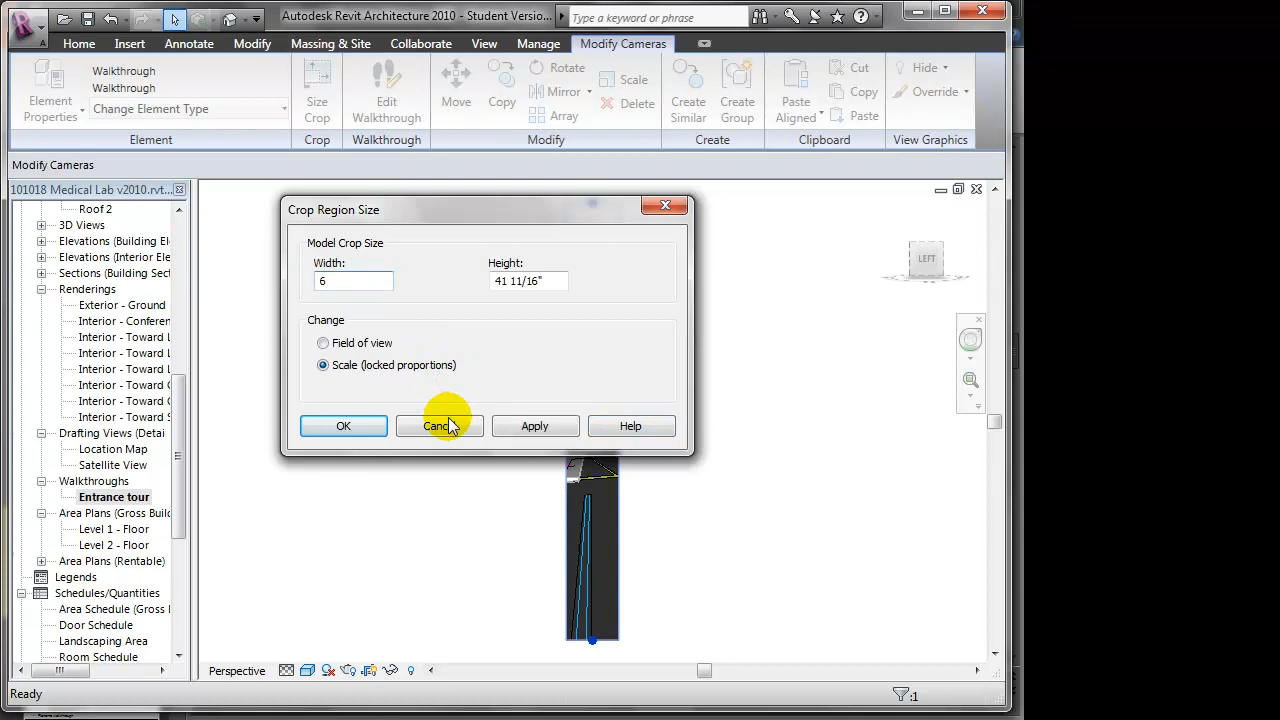 Autodesk Revit Architecture 2010 - Student Versio...
Type a keyword or phrase
Home Insert Annotate Modify Massing & Site Collaborate View Manage Modify Cameras
Element Properties
Walkthrough
Walkthrough
Change Element Type
Size Crop
Edit Walkthrough
Move
Copy
Rotate
Mirror
Array
Scale
Delete
Create Similar
Create Group
Paste Aligned
Cut
Copy
Paste
Hide
Override
Element Crop Walkthrough Modify Create Clipboard View Graphics
Modify Cameras
101018 Medical Lab v2010.rvt...
Roof 2
3D Views
Elevations (Building El
Elevations (Interior Ele
Sections (Building Sect
Renderings
Exterior - Ground
Interior - Conferen
Interior - Toward L
Interior - Toward L
Interior - Toward C
Interior - Toward L
Interior - Toward C
Interior - Toward S
Drafting Views (Detai
Location Map
Satellite View
Walkthroughs
Entrance tour
Area Plans (Gross Build
Level 1 - Floor
Level 2 - Floor
Area Plans (Rentable)
Legends
Schedules/Quantities
Area Schedule (Gross
Door Schedule
Landscaping Area
Room Schedule
Crop Region Size
Model Crop Size
Width: Height:
6 41 11/16"
Change
Field of view
Scale (locked proportions)
OK Canc Apply Help
LEFT
Perspective
Ready
:1